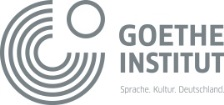 GOETHE
INSTITUT
Sprache. Kultur. Deutschland.